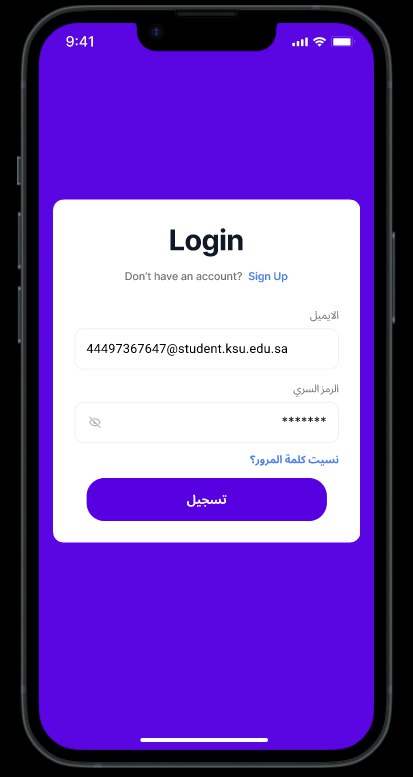 9:41
Login
Don't have an account? Sign Up
الايميل
44497367647@student.ksu.edu.sa
الرمز السري
*******
نسيت كلمة المرور؟
تسجيل